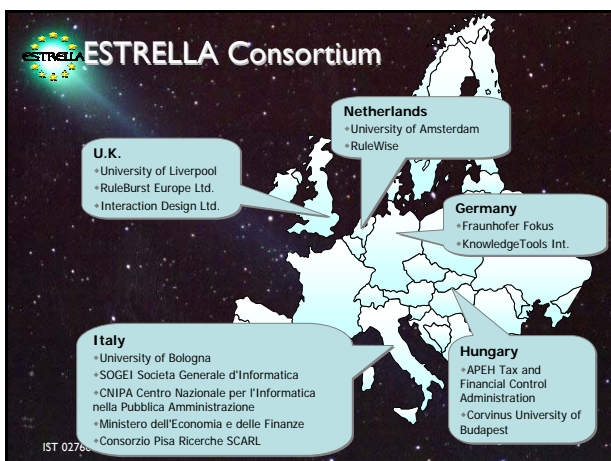 ESTRELLA
ESTRELLA Consortium
Netherlands
University of Amsterdam
RuleWise
U.K.
University of Liverpool
RuleBurst Europe Ltd.
Interaction Design Ltd.
Germany
Fraunhofer Fokus
KnowledgeTools Int.
Italy
University of Bologna
SOGEI Societa Generale d'Informatica
CNIPA Centro Nazionale per l'Informatica
nella Pubblica Amministrazione
Ministero dell'Economia e delle Finanze
Consorzio Pisa Ricerche SCARL
Hungary
APEH Tax and
Financial Control
Administration
Corvinus University of
Budapest
IST